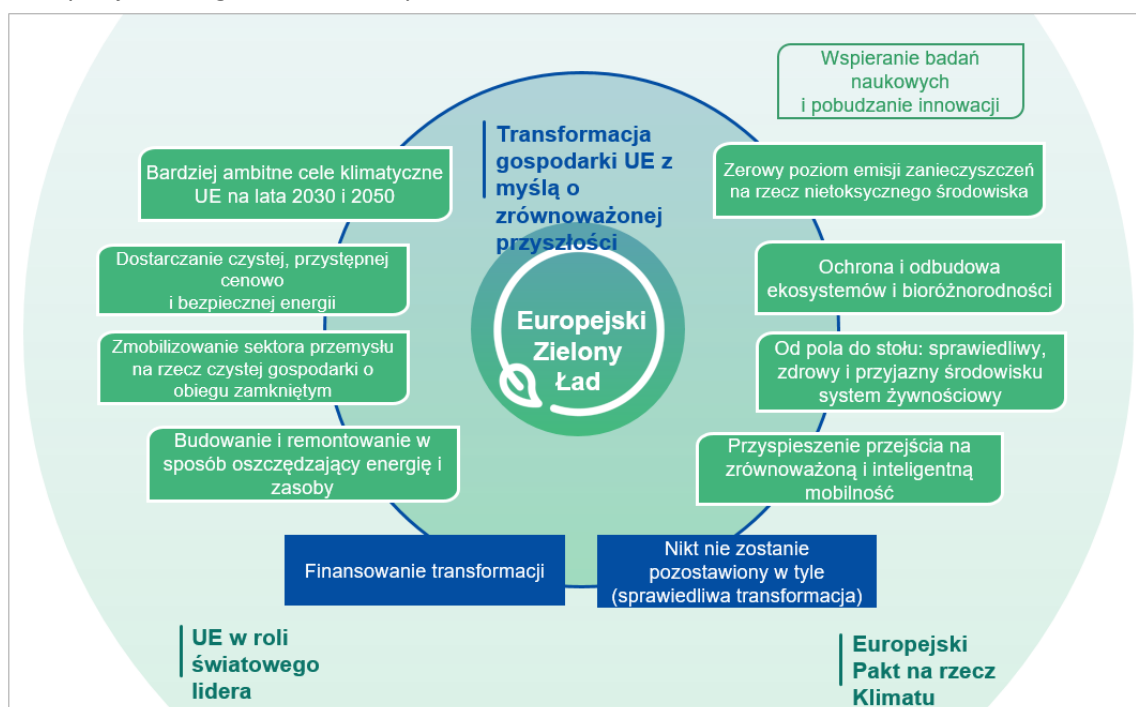 Wspieranie badań
naukowych
i pobudzanie innowacji
Transformacja
gospodarki UE z
myślą o
zrównoważonej
przyszłości
Bardziej ambitne cele klimatyczne
UE na lata 2030 i 2050
Zerowy poziom emisji zanieczyszczeń
na rzecz nietoksycznego środowiska
Dostarczanie czystej, przystępnej
cenowo
i bezpiecznej energii
Ochrona i odbudowa
ekosystemów i bioróżnorodności
Europejski
Zielony
Ład
Zmobilizowanie sektora przemysłu
na rzecz czystej gospodarki o
obiegu zamkniętym
Od pola do stołu: sprawiedliwy,
zdrowy i przyjazny środowisku
system żywnościowy
Budowanie i remontowanie w
sposób oszczędzający energię i
zasoby
Przyspieszenie przejścia na
zrównoważoną i inteligentną
mobilność
Finansowanie transformacji
Nikt nie zostanie
pozostawiony w tyle
(sprawiedliwa transformacja)
UE w roli
światowego
lidera
Europejski
Pakt na rzecz
Klimatu